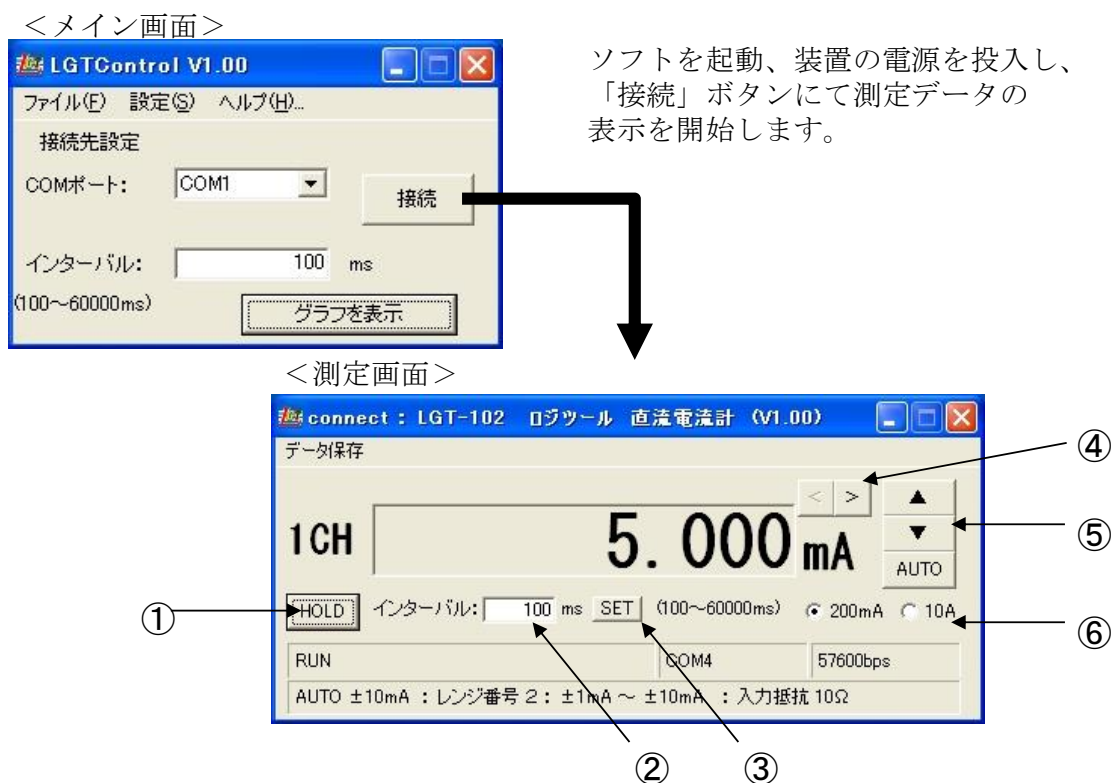 ＜メイン画面＞
LGTControl V1.00
ファイル(F) 設定(S) ヘルプ(H)...
接続先設定
COMポート: COM1
接続
インターバル: 100 ms
(100～60000ms)
グラフを表示
ソフトを起動、装置の電源を投入し、
「接続」ボタンにて測定データの
表示を開始します。
＜測定画面＞
connect : LGT-102 ロジツール 直流電流計 (V1.00)
データ保存
< >
④
▲
▼
⑤
1CH 5.000 mA
AUTO
①
HOLD インターバル: 100 ms SET (100～60000ms) 200mA 10A
⑥
RUN COM4 57600bps
AUTO ±10mA : レンジ番号 2 : ±1mA ～ ±10mA : 入力抵抗 10Ω
② ③